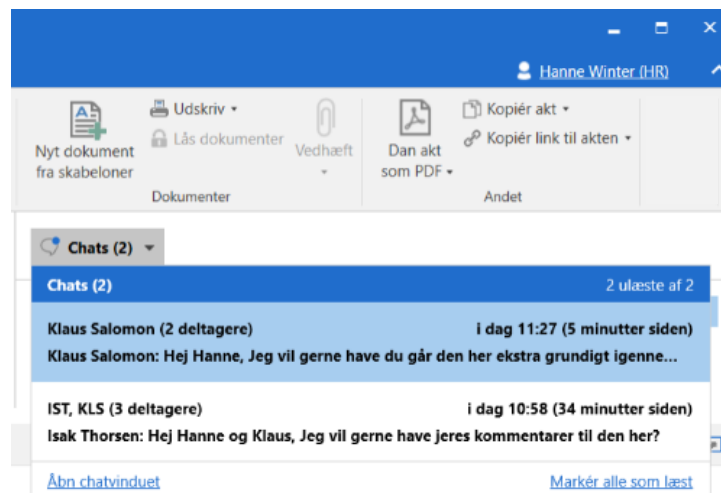 Hanne Winter (HR)
Nyt dokument
fra skabeloner
Udskriv
Lås dokumenter
Vedhæft
Dan akt
som PDF
Kopiér akt
Kopiér link til akten
Dokumenter
Andet
Chats (2)
Chats (2) 2 ulæste af 2
Klaus Salomon (2 deltagere) i dag 11:27 (5 minutter siden)
Klaus Salomon: Hej Hanne, Jeg vil gerne have du går den her ekstra grundigt igenne...
IST, KLS (3 deltagere) i dag 10:58 (34 minutter siden)
Isak Thorsen: Hej Hanne og Klaus, Jeg vil gerne have jeres kommentarer til den her?
Åbn chatvinduet Markér alle som læst